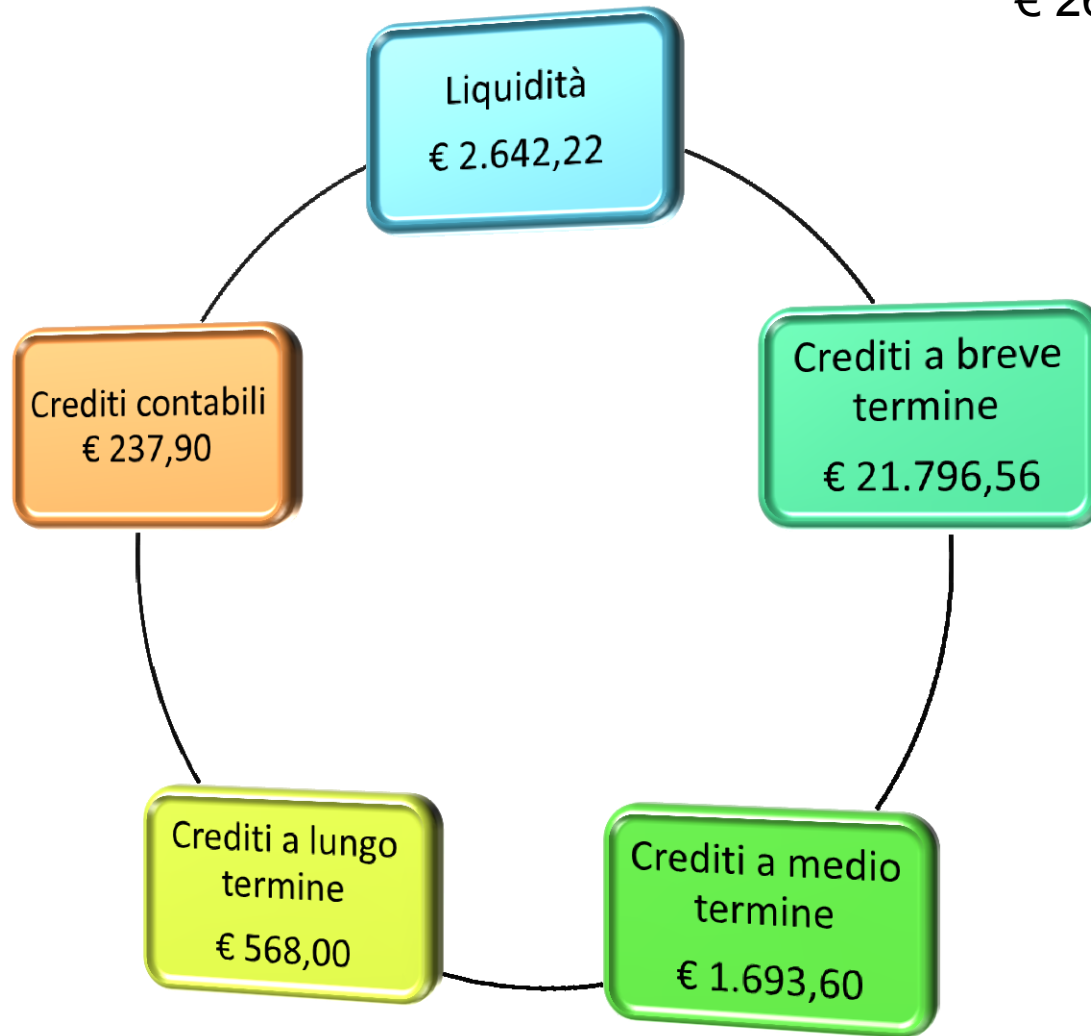 Liquidità
€ 2.642,22
Crediti a breve
termine
€ 21.796,56
Crediti a medio
termine
€ 1.693,60
Crediti a lungo
termine
€ 568,00
Crediti contabili
€ 237,90